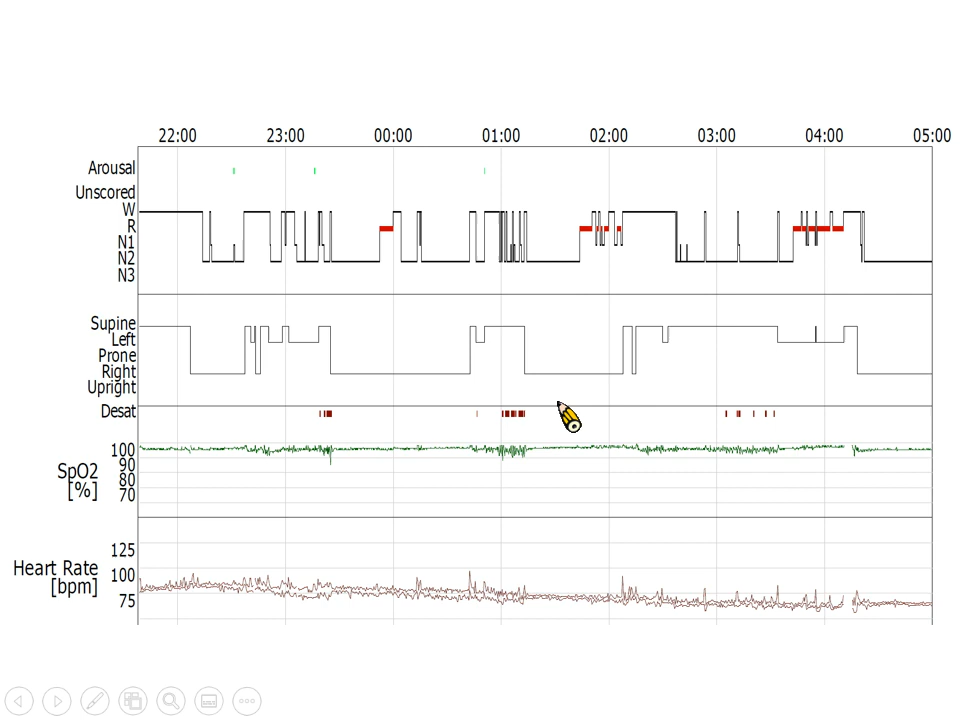 22:00 23:00 00:00 01:00 02:00 03:00 04:00 05:00
Arousal
Unscored
W
R
N1
N2
N3
Supine
Left
Prone
Right
Upright
Desat
100
90
80
70
SpO2
[%]
125
100
75
Heart Rate
[bpm]